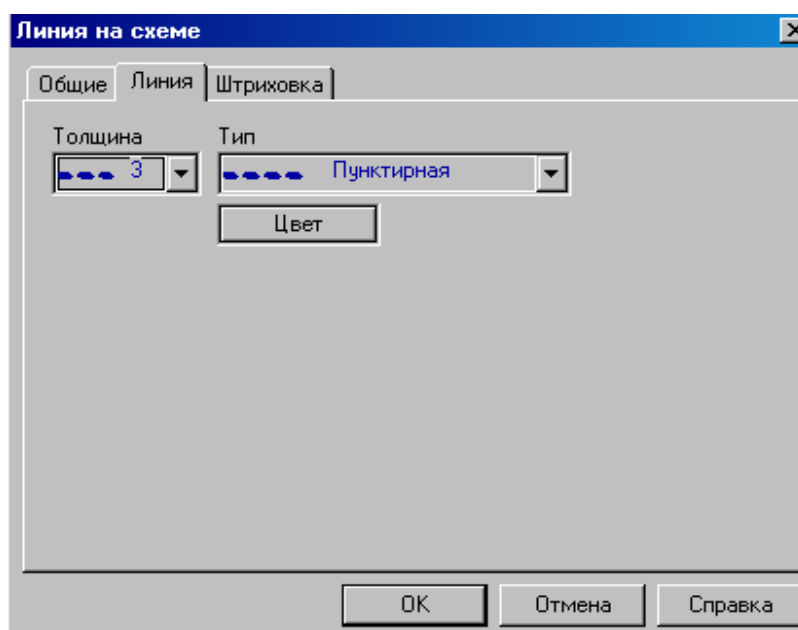 Линия на схеме
Общие Линия Штриховка
Толщина Тип
3 Пунктирная
Цвет
OK Отмена Справка